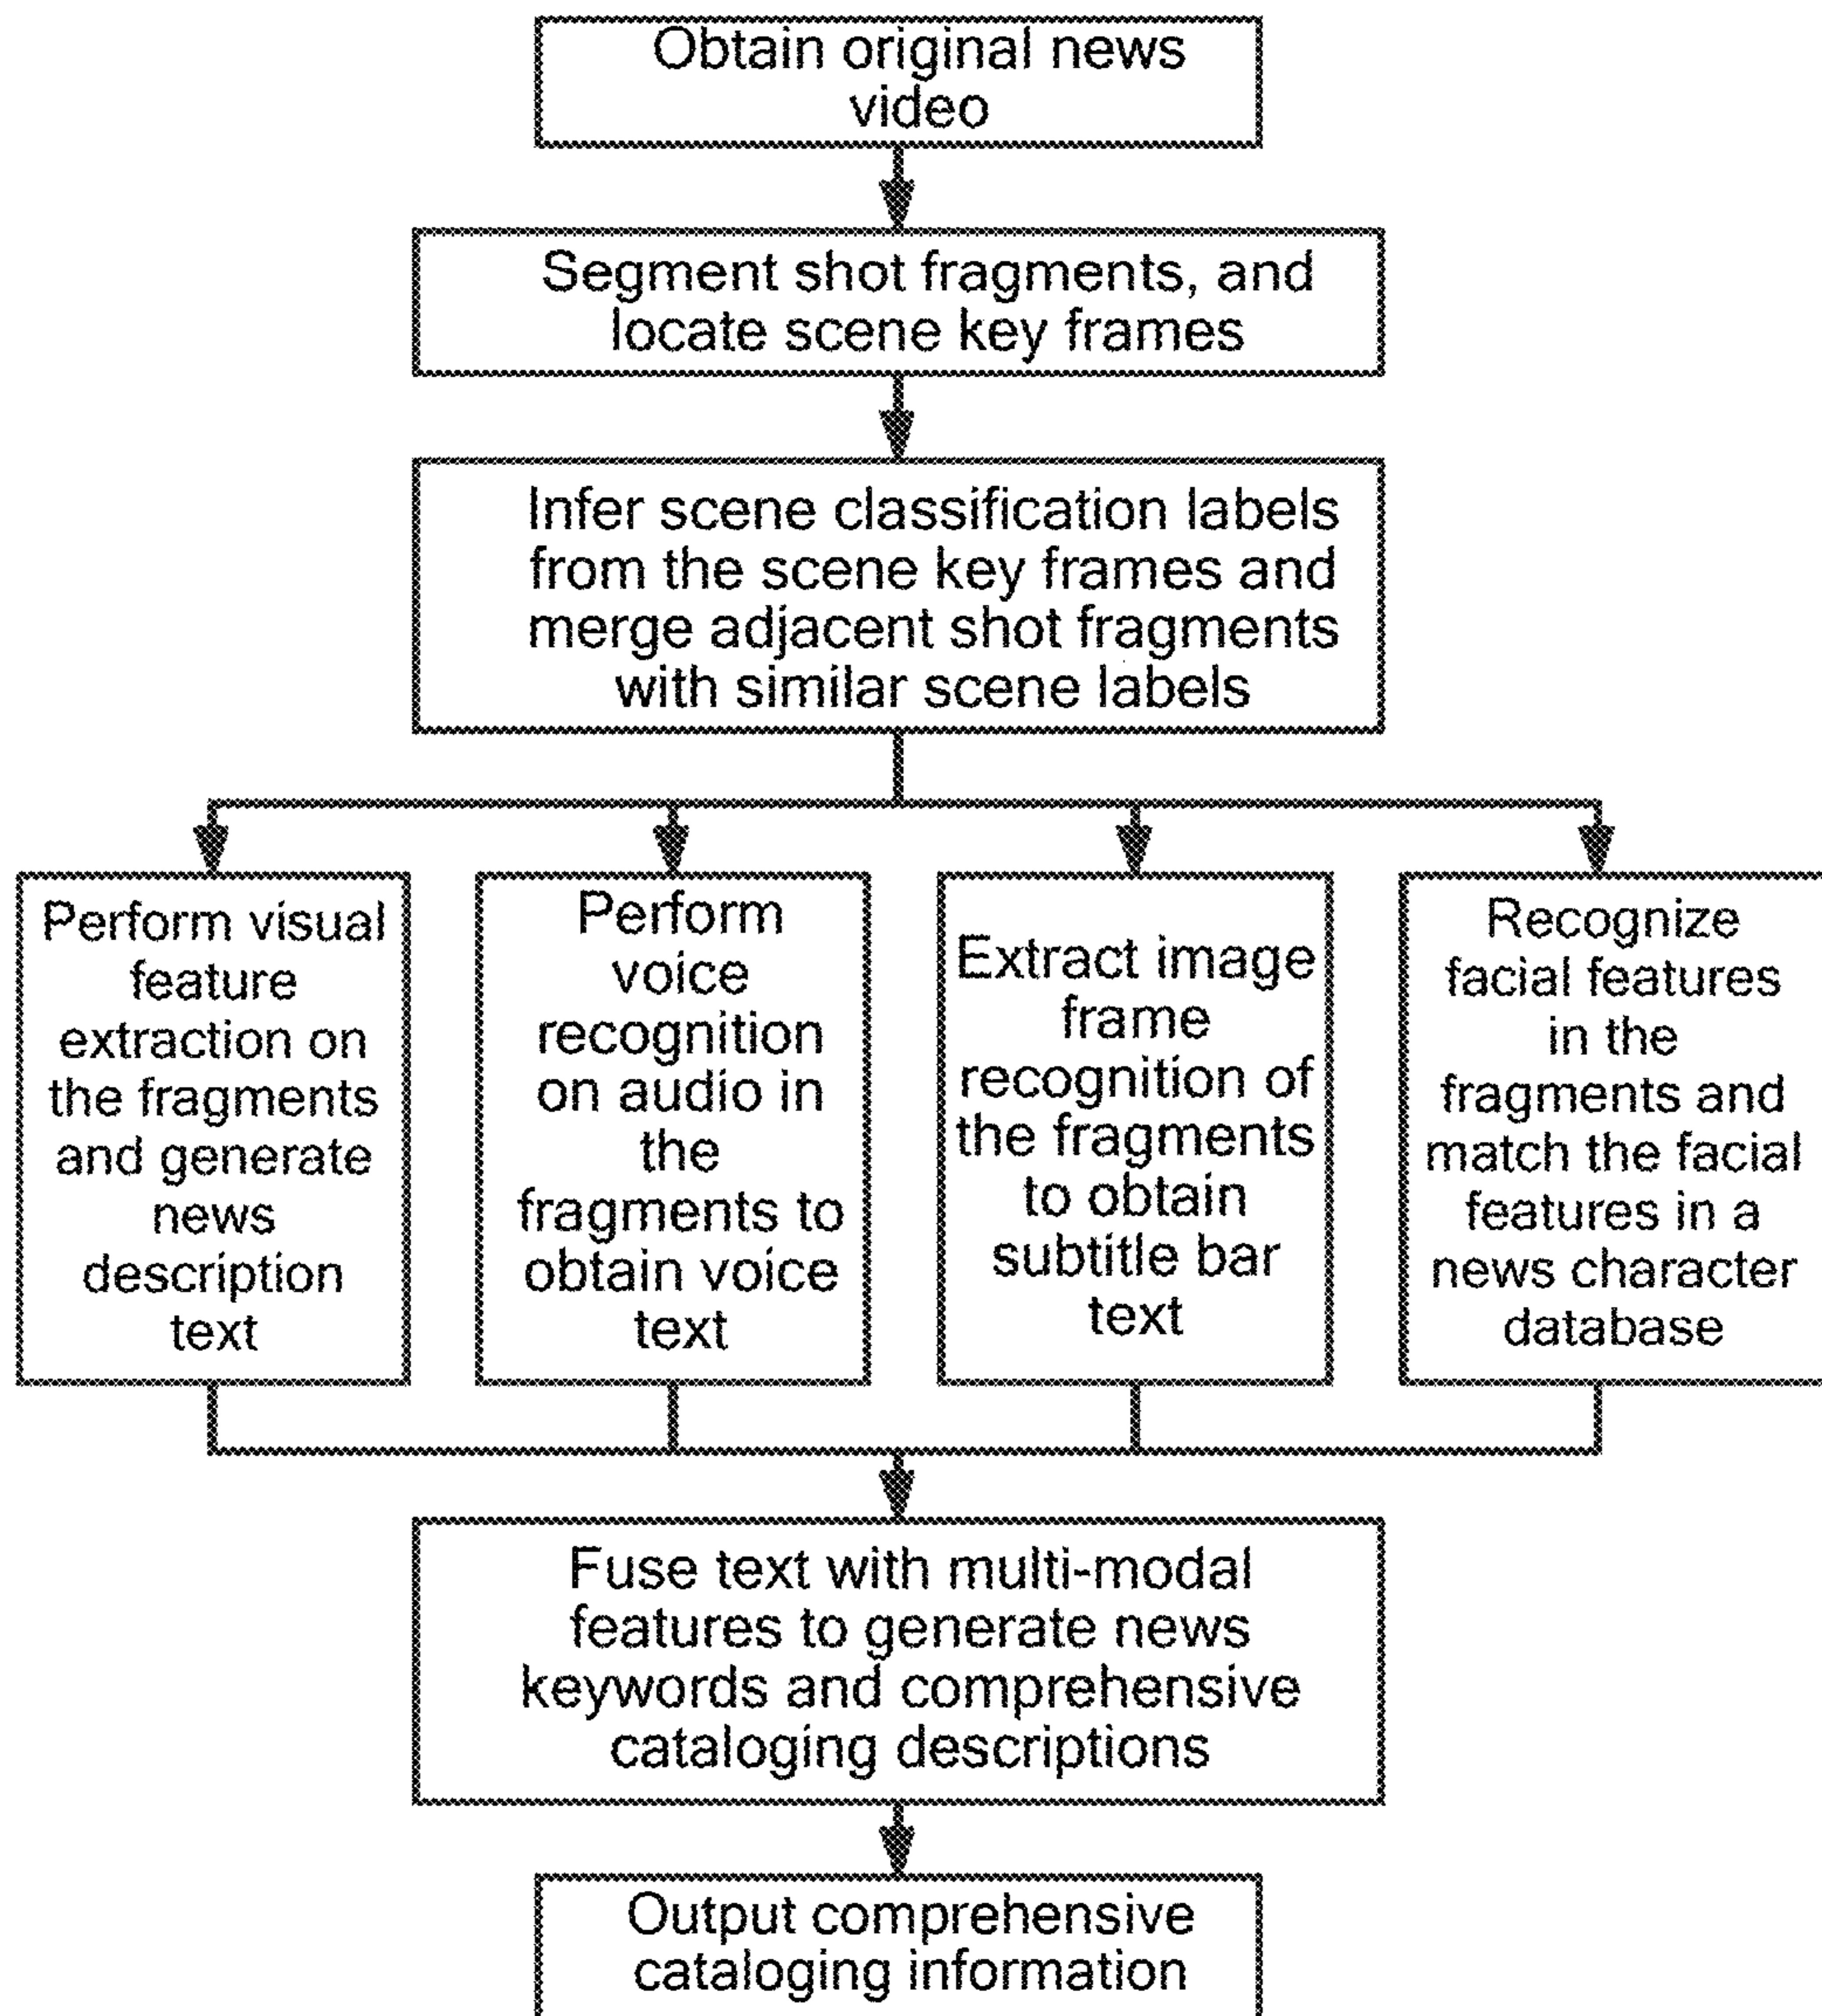 Obtain original news
video
Segment shot fragments, and
locate scene key frames
Infer scene classification labels
from the scene key frames and
merge adjacent shot fragments
with similar scene labels
Perform visual
feature
extraction on
the fragments
and generate
news
description
text
Perform
voice
recognition
on audio in
the
fragments to
obtain voice
text
Extract image
frame
recognition of
the fragments
to obtain
subtitle bar
text
Recognize
facial features
in the
fragments and
match the facial
features in a
news character
database
Fuse text with multi-modal
features to generate news
keywords and comprehensive
cataloging descriptions
Output comprehensive
cataloging information